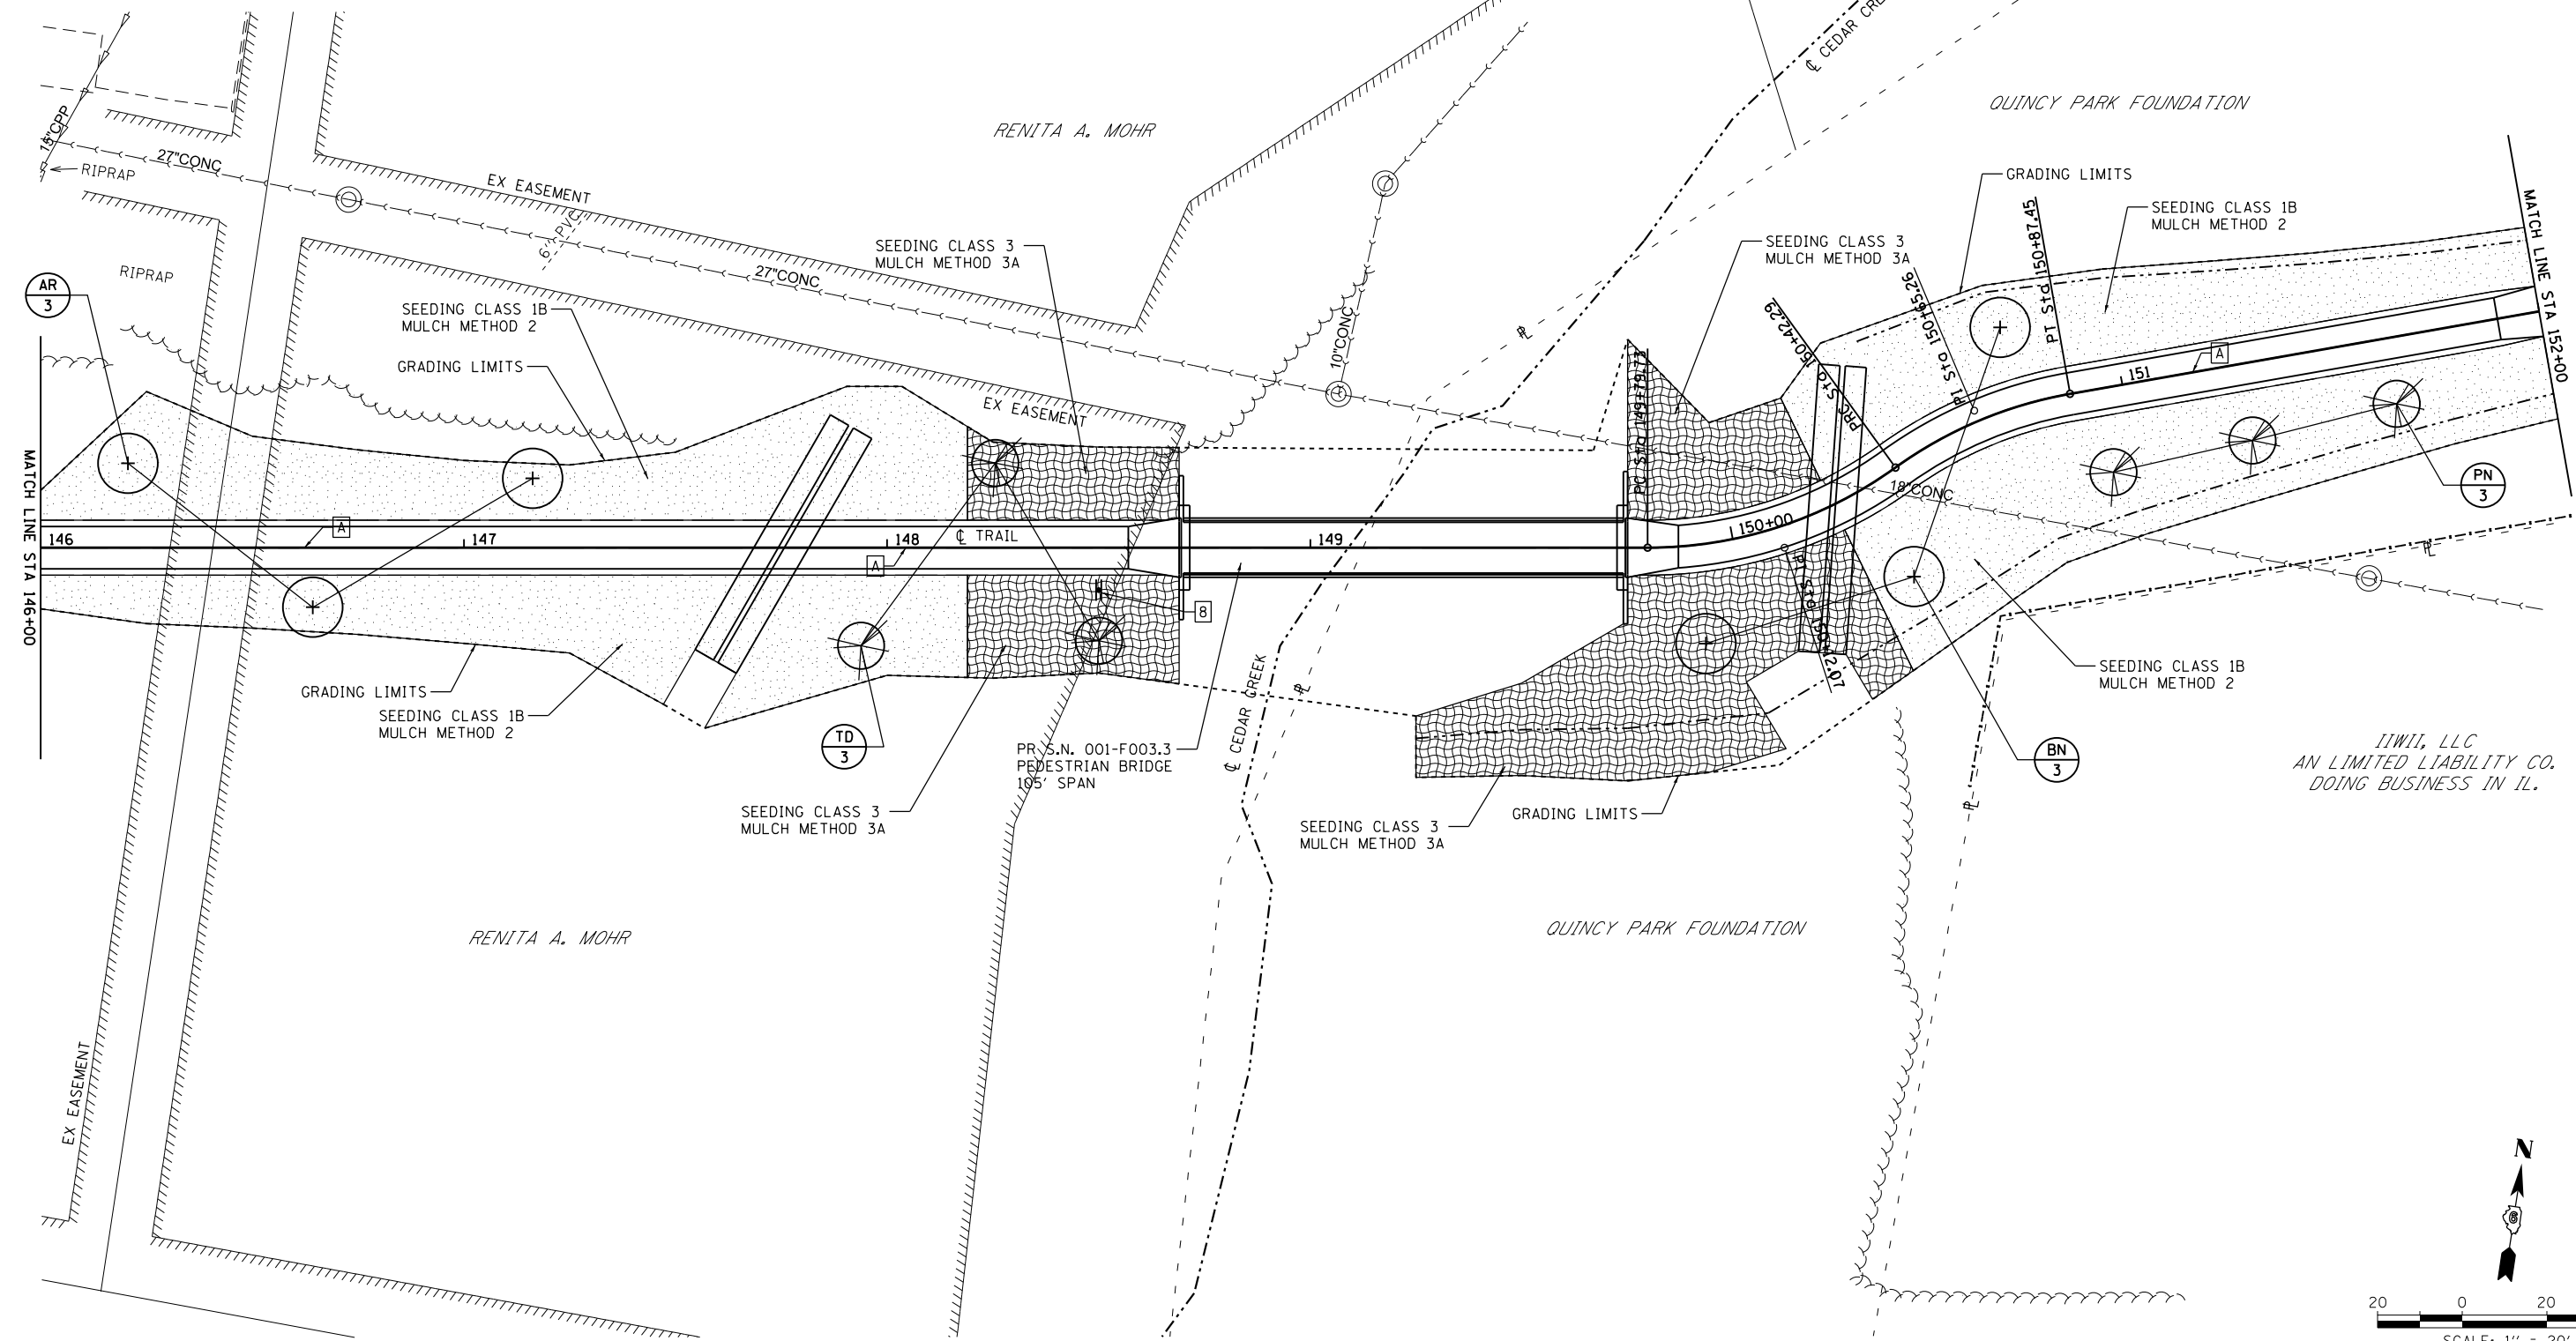 ℄ CEDAR CRE
QUINCY PARK FOUNDATION
RENITA A. MOHR
15"CPP
27"CONC
RIPRAP
EX EASEMENT
6" PVC
GRADING LIMITS
SEEDING CLASS 1B
MULCH METHOD 2
MATCH LINE STA 152+00
SEEDING CLASS 3
MULCH METHOD 3A
SEEDING CLASS 3
MULCH METHOD 3A
PT Sta 150+87.45
PI Sta 150+65.26
PRC Sta 150+42.29
RIPRAP
27"CONC
AR
3
SEEDING CLASS 1B
MULCH METHOD 2
10"CONC
℄
GRADING LIMITS
EX EASEMENT
PC Sta 149+79.73
A
151
18"CONC
PN
3
MATCH LINE STA 146+00
146
A
147
148
A
℄ TRAIL
149
150+00
℄
8
PI Sta 150+12.07
GRADING LIMITS
SEEDING CLASS 1B
MULCH METHOD 2
TD
3
PR S.N. 001-F003.3
PEDESTRIAN BRIDGE
105' SPAN
℄ CEDAR CREEK
℄
SEEDING CLASS 1B
MULCH METHOD 2
BN
3
IIWII, LLC
AN LIMITED LIABILITY CO.
DOING BUSINESS IN IL.
℄
SEEDING CLASS 3
MULCH METHOD 3A
SEEDING CLASS 3
MULCH METHOD 3A
GRADING LIMITS
RENITA A. MOHR
QUINCY PARK FOUNDATION
EX EASEMENT
N
20 0 20
SCALE: 1" = 20'